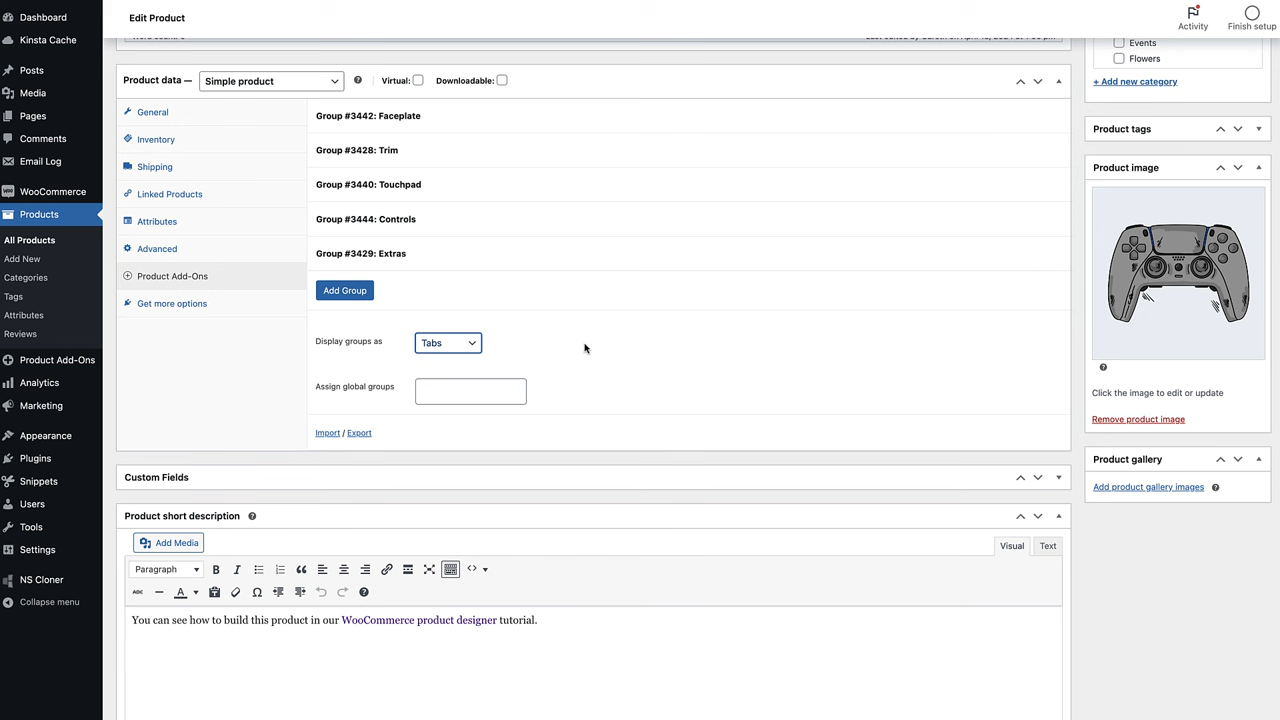 Dashboard
Kinsta Cache
Posts
Media
Pages
Comments
Email Log
WooCommerce
Products
All Products
Add New
Categories
Tags
Attributes
Reviews
Product Add-Ons
Analytics
Marketing
Appearance
Plugins
Snippets
Users
Tools
Settings
NS Cloner
Collapse menu
Edit Product
Activity
Finish setup
Product data —
Simple product
Virtual:
Downloadable:
General
Inventory
Shipping
Linked Products
Attributes
Advanced
Product Add-Ons
Get more options
Group #3442: Faceplate
Group #3428: Trim
Group #3440: Touchpad
Group #3444: Controls
Group #3429: Extras
Add Group
Display groups as
Tabs
Assign global groups
Import / Export
Custom Fields
Product short description
Add Media
Visual
Text
Paragraph
B
I
ABC
A
You can see how to build this product in our WooCommerce product designer tutorial.
Events
Flowers
+ Add new category
Product tags
Product image
Click the image to edit or update
Remove product image
Product gallery
Add product gallery images